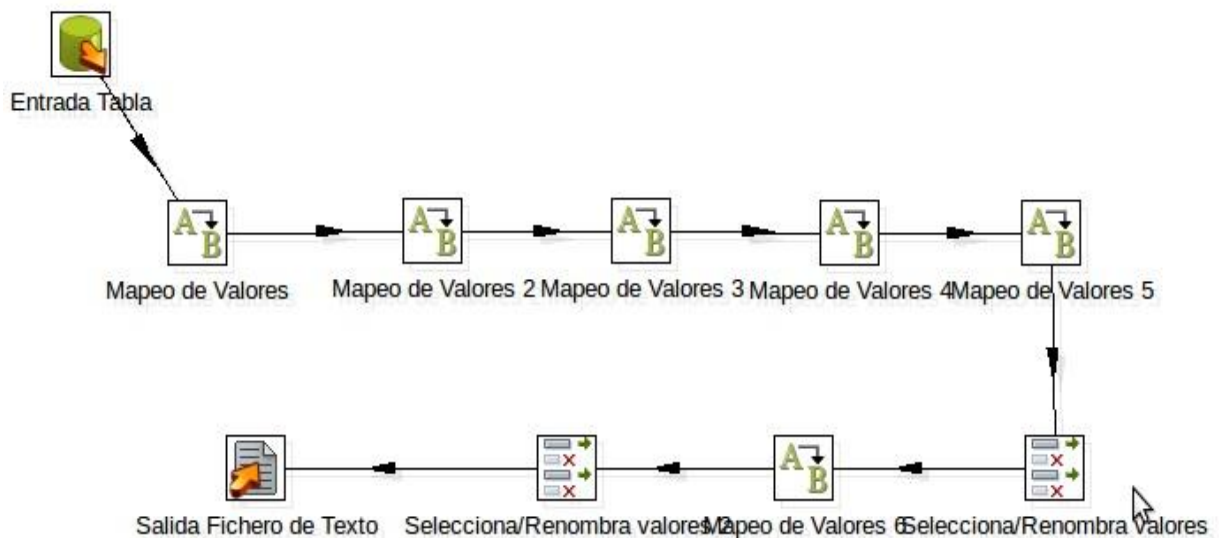 Entrada Tabla
Mapeo de Valores
Mapeo de Valores 2
Mapeo de Valores 3
Mapeo de Valores 4
Mapeo de Valores 5
Salida Fichero de Texto
Selecciona/Renombra valores 2
Mapeo de Valores 6
Selecciona/Renombra valores